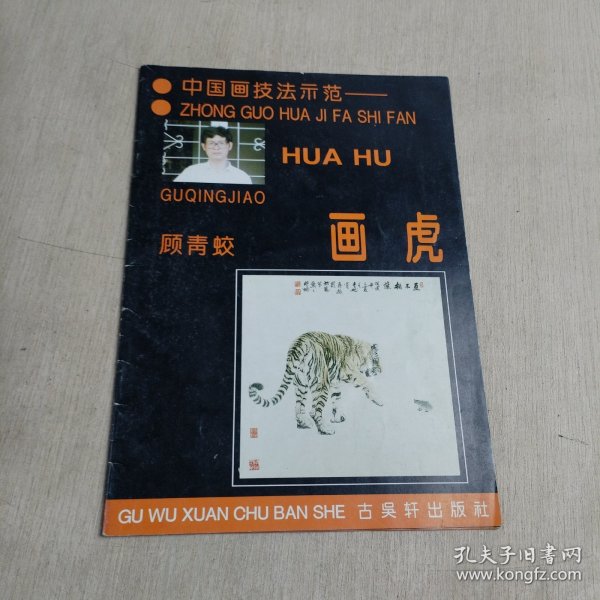 中国画技法示范——
ZHONG GUO HUA JI FA SHI FAN
HUA HU
GUQINGJIAO
顾青蛟
画虎
GU WU XUAN CHU BAN SHE 古吴轩出版社
孔夫子旧书网
www.kongfz.com